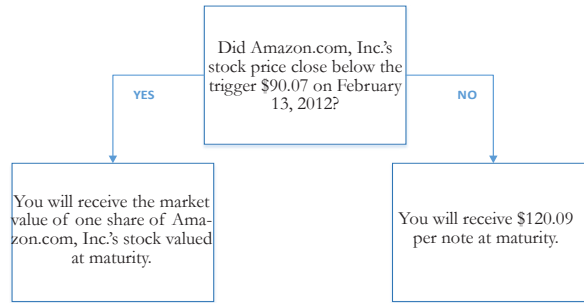 Did Amazon.com, Inc.'s
stock price close below the
trigger $90.07 on February
13, 2012?
YES
NO
You will receive the market
value of one share of Ama-
zon.com, Inc.'s stock valued
at maturity.
You will receive $120.09
per note at maturity.